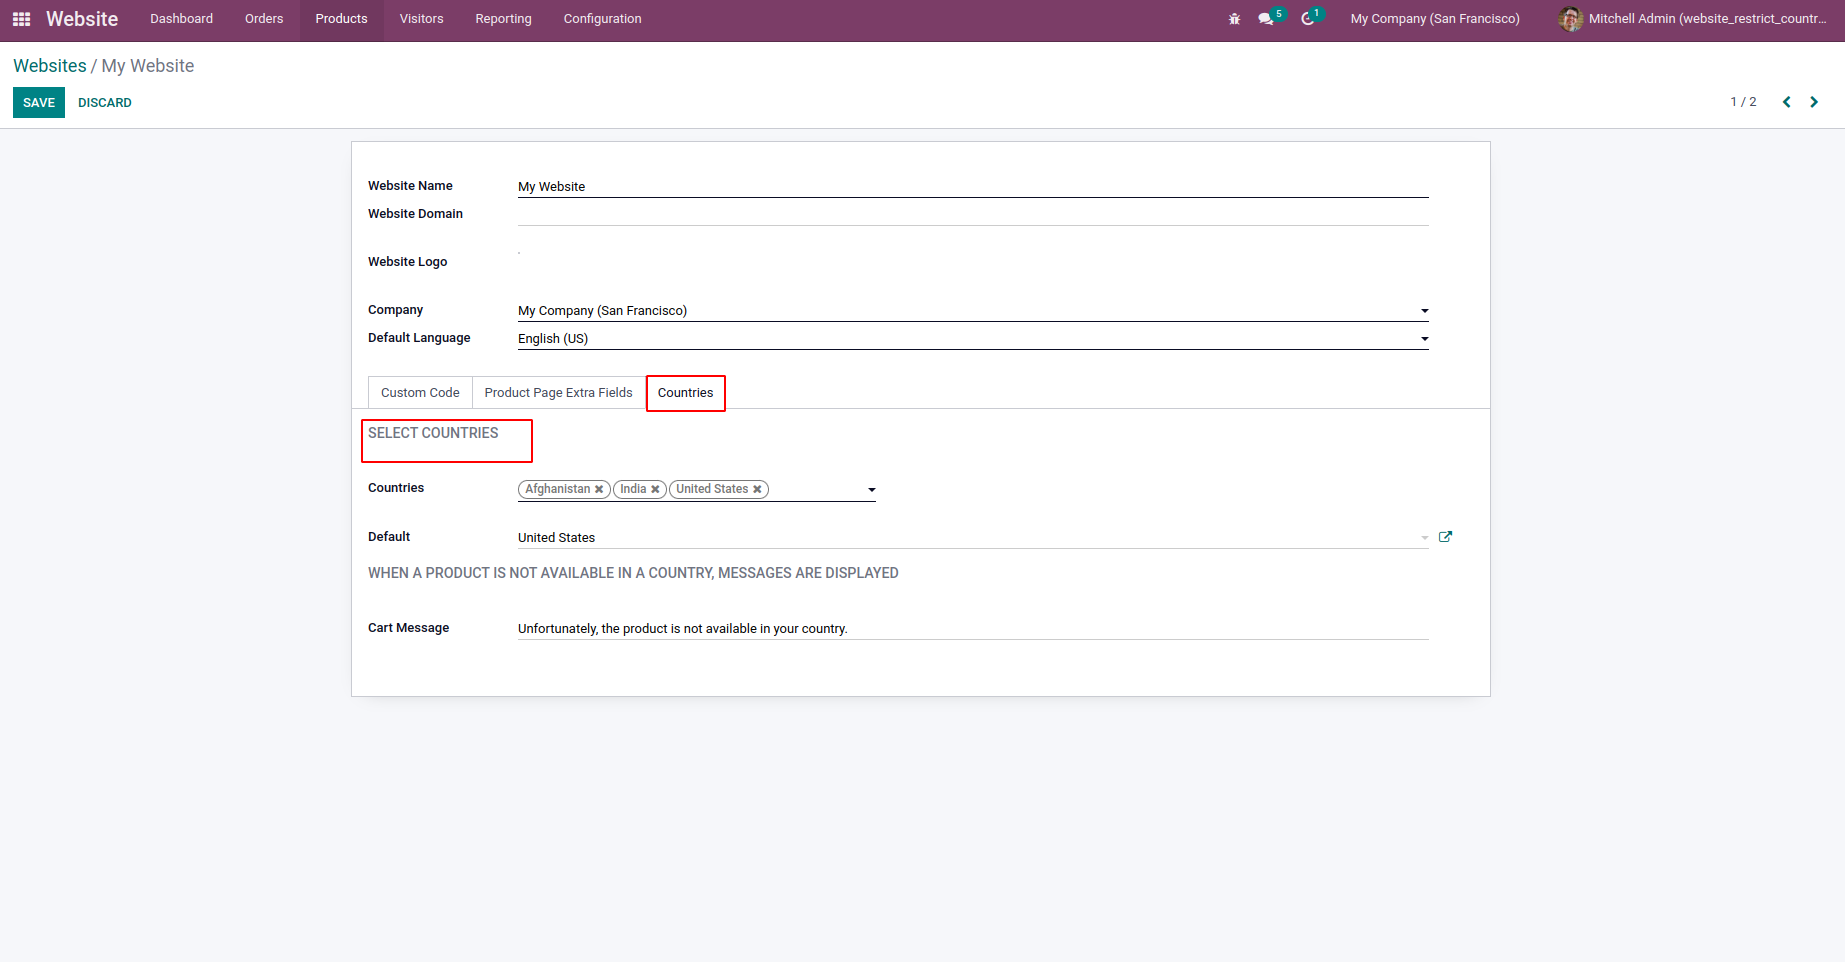 Website Dashboard Orders Products Visitors Reporting Configuration 5 1 My Company (San Francisco) Mitchell Admin (website_restrict_countr...
Websites / My Website
SAVE DISCARD 1 / 2
Website Name My Website
Website Domain
Website Logo
Company My Company (San Francisco)
Default Language English (US)
Custom Code Product Page Extra Fields Countries
SELECT COUNTRIES
Countries Afghanistan India United States
Default United States
WHEN A PRODUCT IS NOT AVAILABLE IN A COUNTRY, MESSAGES ARE DISPLAYED
Cart Message Unfortunately, the product is not available in your country.